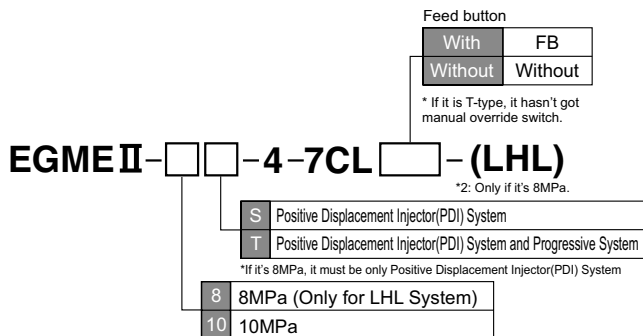 Feed button
With FB
Without Without
* If it is T-type, it hasn't got
manual override switch.
EGMEⅡ-□□-4-7CL□-(LHL)
*2: Only if it's 8MPa.
S Positive Displacement Injector(PDI) System
T Positive Displacement Injector(PDI) System and Progressive System
*If it's 8MPa, it must be only Positive Displacement Injector(PDI) System
8 8MPa (Only for LHL System)
10 10MPa